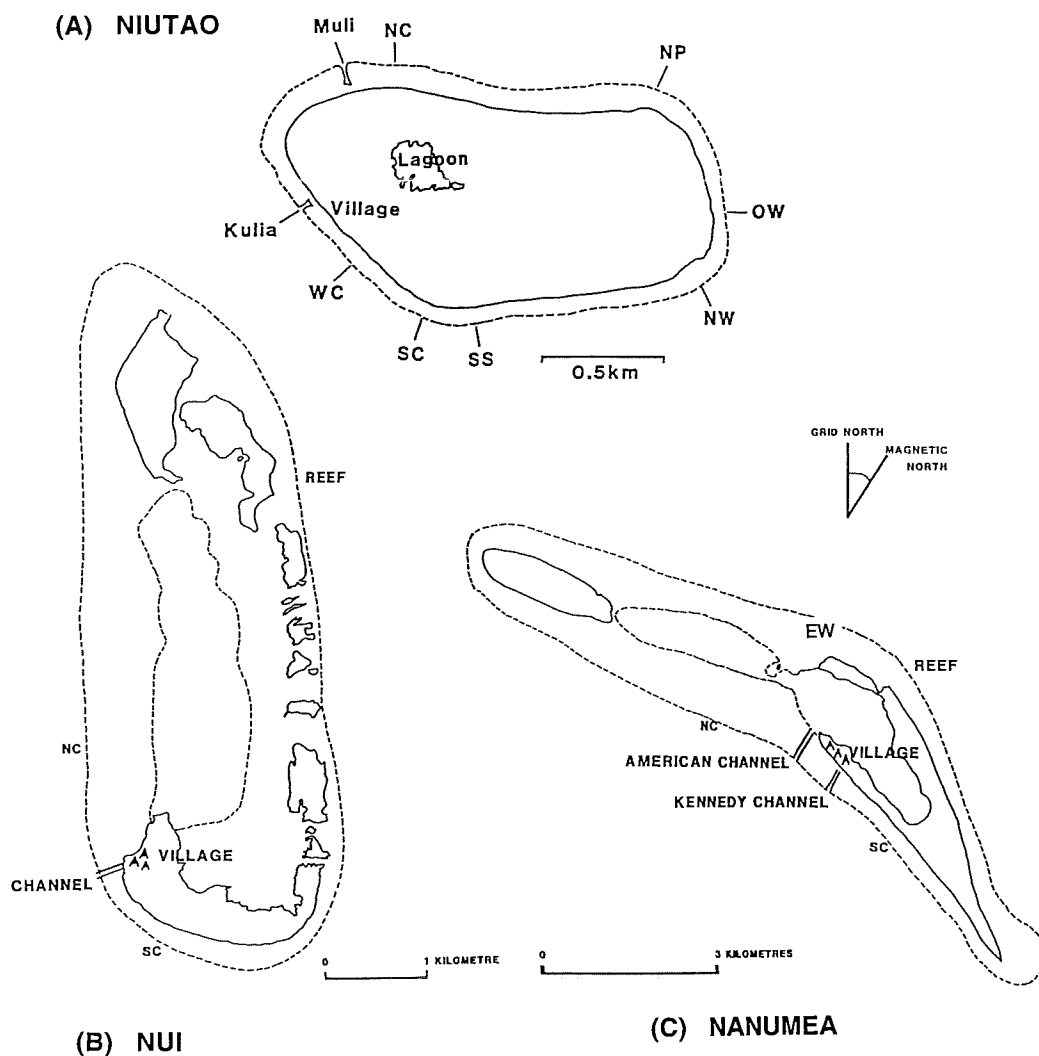 (A) NIUTAO
Muli
NC
NP
Lagoon
Village
Kulia
OW
WC
NW
SC
SS
0.5km
GRID NORTH
MAGNETIC
NORTH
REEF
NC
VILLAGE
CHANNEL
SC
0
1 KILOMETRE
(B) NUI
EW
REEF
NC
AMERICAN CHANNEL
VILLAGE
KENNEDY CHANNEL
SC
0
3 KILOMETRES
(C) NANUMEA